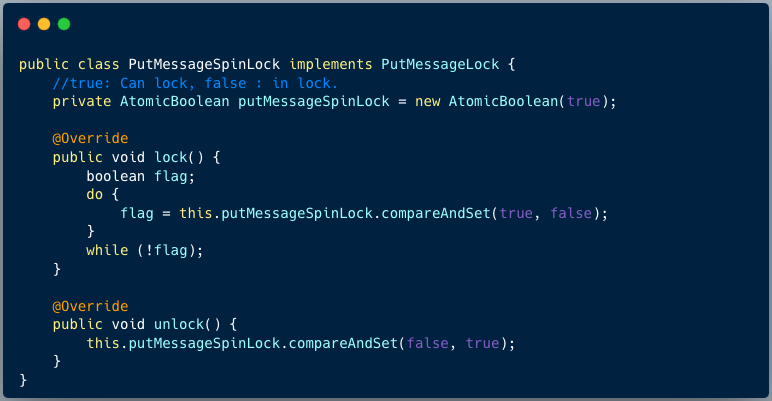 public class PutMessageSpinLock implements PutMessageLock {
    //true: Can lock, false : in lock.
    private AtomicBoolean putMessageSpinLock = new AtomicBoolean(true);

    @Override
    public void lock() {
        boolean flag;
        do {
            flag = this.putMessageSpinLock.compareAndSet(true, false);
        }
        while (!flag);
    }

    @Override
    public void unlock() {
        this.putMessageSpinLock.compareAndSet(false, true);
    }
}